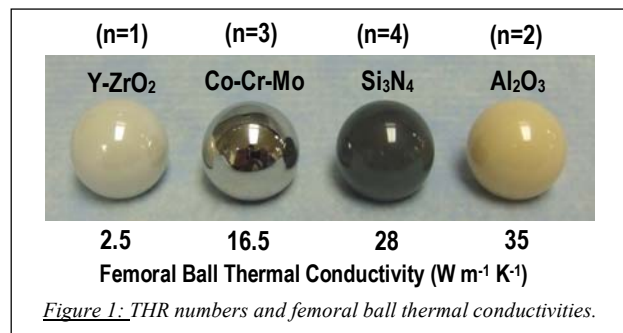 (n=1) (n=3) (n=4) (n=2)
Y-ZrO₂ Co-Cr-Mo Si₃N₄ Al₂O₃
2.5 16.5 28 35
Femoral Ball Thermal Conductivity (W m⁻¹ K⁻¹)
Figure 1: THR numbers and femoral ball thermal conductivities.